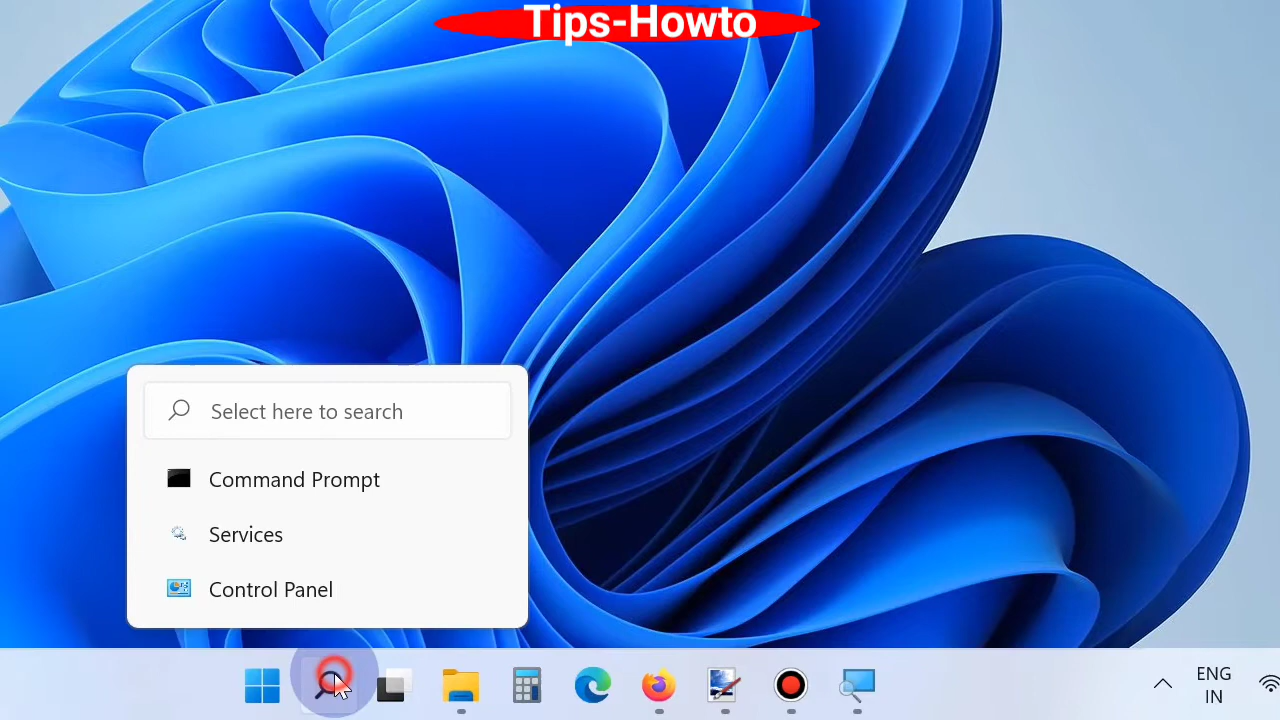 Tips-Howto
Select here to search
Command Prompt
Services
Control Panel
ENG
IN